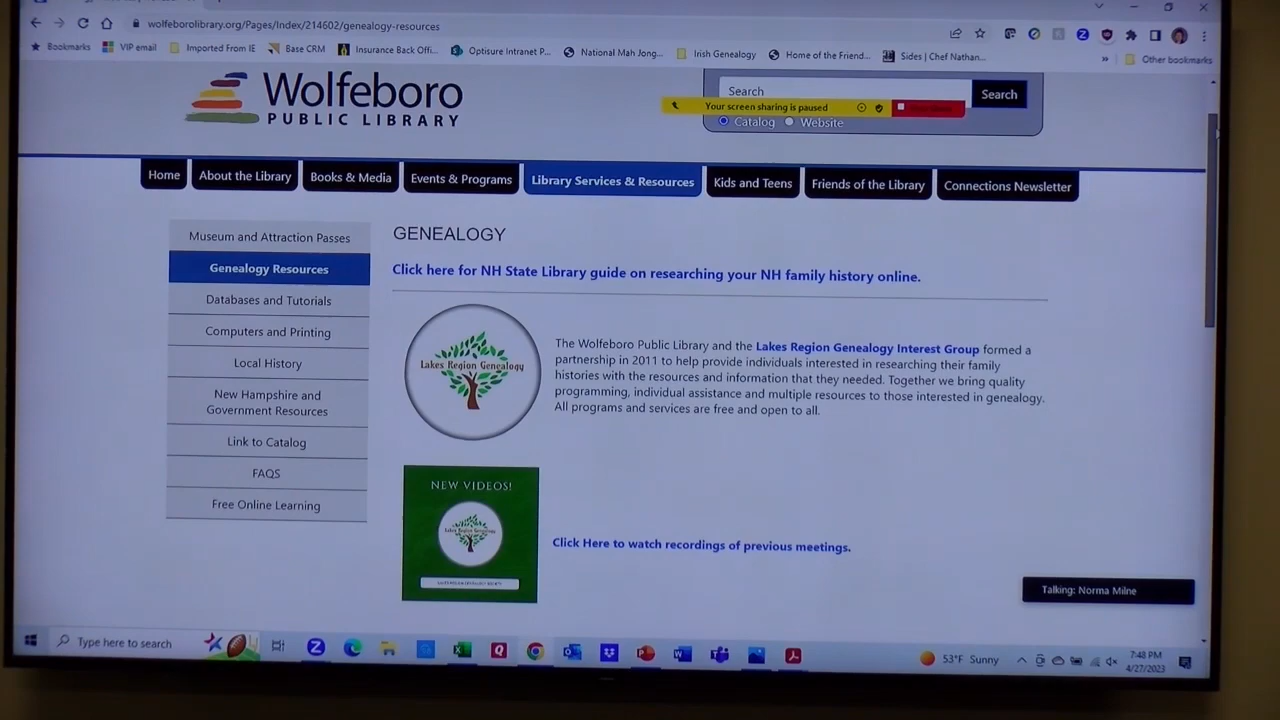 wolfeborolibrary.org/Pages/Index/214602/genealogy-resources
Bookmarks VIP email Imported From IE Base CRM Insurance Back Offi... Optisure Intranet P... National Mah Jong... Irish Genealogy Home of the Friend... Sides | Chef Nathan... » Other bookmarks
Wolfeboro
PUBLIC LIBRARY
Search Search
Your screen sharing is paused
Catalog Website
Home About the Library Books & Media Events & Programs Library Services & Resources Kids and Teens Friends of the Library Connections Newsletter
Museum and Attraction Passes
Genealogy Resources
Databases and Tutorials
Computers and Printing
Local History
New Hampshire and
Government Resources
Link to Catalog
FAQS
Free Online Learning
GENEALOGY
Click here for NH State Library guide on researching your NH family history online.
Lakes Region Genealogy
The Wolfeboro Public Library and the Lakes Region Genealogy Interest Group formed a
partnership in 2011 to help provide individuals interested in researching their family
histories with the resources and information that they needed. Together we bring quality
programming, individual assistance and multiple resources to those interested in genealogy.
All programs and services are free and open to all.
NEW VIDEOS!
Lakes Region Genealogy
Click Here to watch recordings of previous meetings.
Talking: Norma Milne
Type here to search
53°F Sunny
7:48 PM
4/27/2023